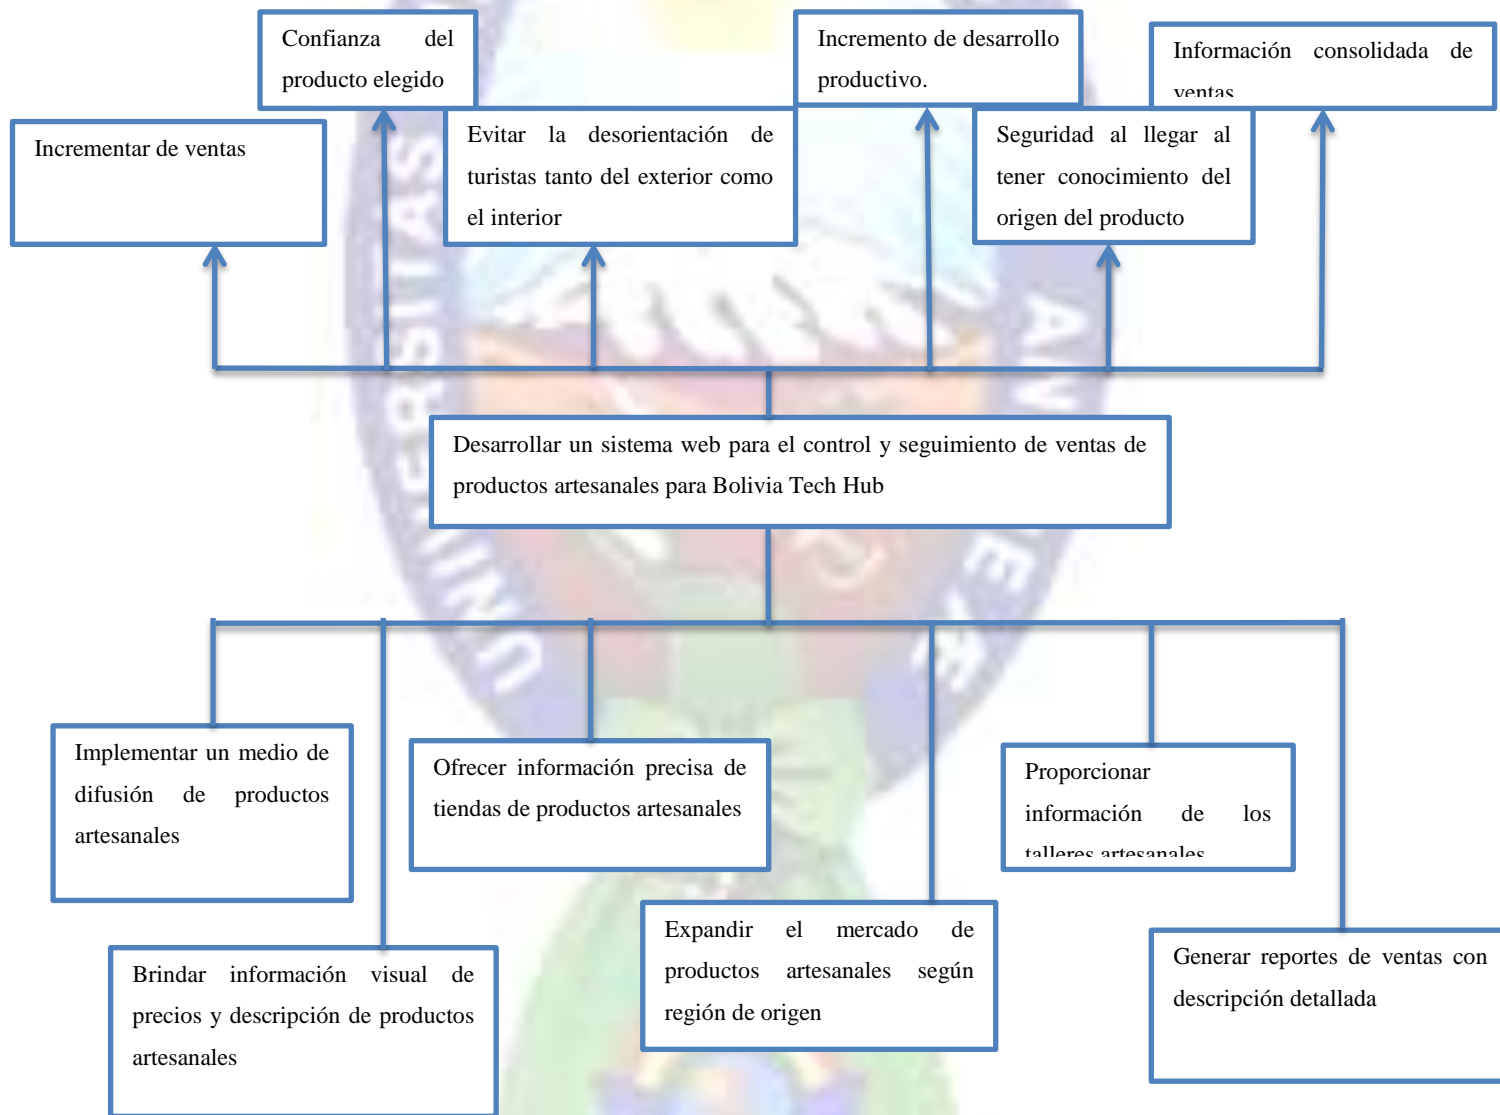 Confianza del
producto elegido
Incremento de desarrollo
productivo.
Información consolidada de
ventas
Incrementar de ventas
Evitar la desorientación de
turistas tanto del exterior como
el interior
Seguridad al llegar al
tener conocimiento del
origen del producto
Desarrollar un sistema web para el control y seguimiento de ventas de
productos artesanales para Bolivia Tech Hub
Implementar un medio de
difusión de productos
artesanales
Ofrecer información precisa de
tiendas de productos artesanales
Proporcionar
información de los
talleres artesanales
Brindar información visual de
precios y descripción de productos
artesanales
Expandir el mercado de
productos artesanales según
región de origen
Generar reportes de ventas con
descripción detallada